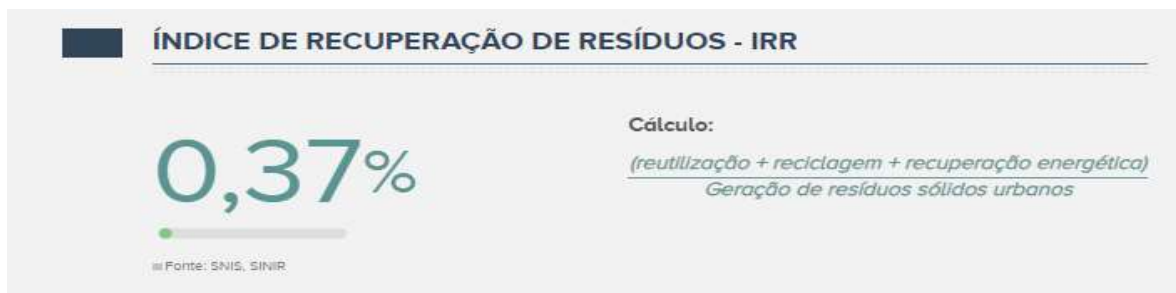 ÍNDICE DE RECUPERAÇÃO DE RESÍDUOS - IRR
0,37%
Fonte: SNIS, SINIR
Cálculo:
(reutilização + reciclagem + recuperação energética)
Geração de resíduos sólidos urbanos